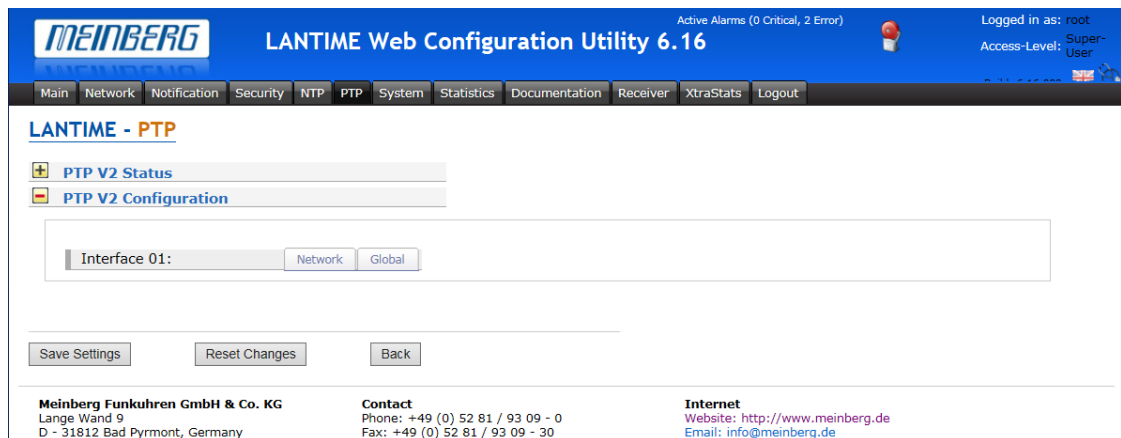 MEINBERG
LANTIME Web Configuration Utility 6.16
Active Alarms (0 Critical, 2 Error)
Logged in as: root
Access-Level: Super-User
Main Network Notification Security NTP PTP System Statistics Documentation Receiver XtraStats Logout
LANTIME - PTP
PTP V2 Status
PTP V2 Configuration
Interface 01: Network Global
Save Settings Reset Changes Back
Meinberg Funkuhren GmbH & Co. KG
Lange Wand 9
D - 31812 Bad Pyrmont, Germany
Contact
Phone: +49 (0) 52 81 / 93 09 - 0
Fax: +49 (0) 52 81 / 93 09 - 30
Internet
Website: http://www.meinberg.de
Email: info@meinberg.de